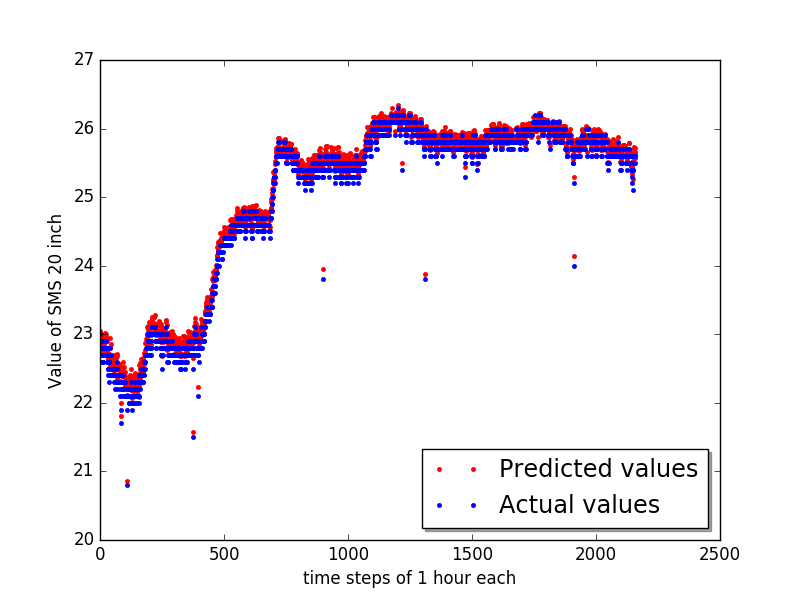 27
26
25
24
23
22
21
20
Value of SMS 20 inch
Predicted values
Actual values
0 500 1000 1500 2000 2500
time steps of 1 hour each